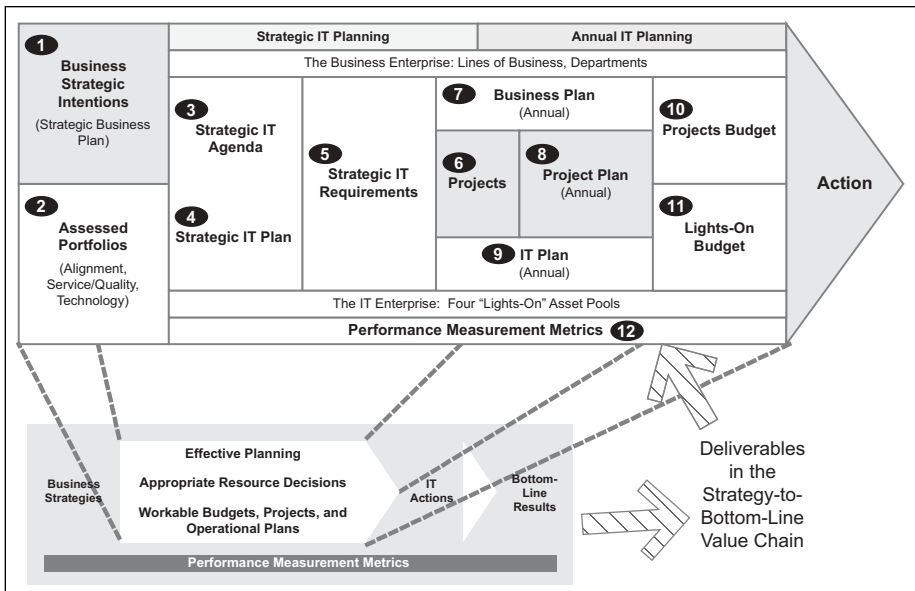 Strategic IT Planning
Annual IT Planning
The Business Enterprise: Lines of Business, Departments
1
Business
Strategic
Intentions
(Strategic Business
Plan)
2
Assessed
Portfolios
(Alignment,
Service/Quality,
Technology)
3
Strategic IT
Agenda
4
Strategic IT Plan
5
Strategic IT
Requirements
7
Business Plan
(Annual)
6
Projects
8
Project Plan
(Annual)
9
IT Plan
(Annual)
10
Projects Budget
11
Lights-On
Budget
Action
The IT Enterprise: Four “Lights-On” Asset Pools
Performance Measurement Metrics 12
Business
Strategies
Effective Planning
Appropriate Resource Decisions
Workable Budgets, Projects, and
Operational Plans
IT
Actions
Bottom-
Line
Results
Performance Measurement Metrics
Deliverables
in the
Strategy-to-
Bottom-Line
Value Chain